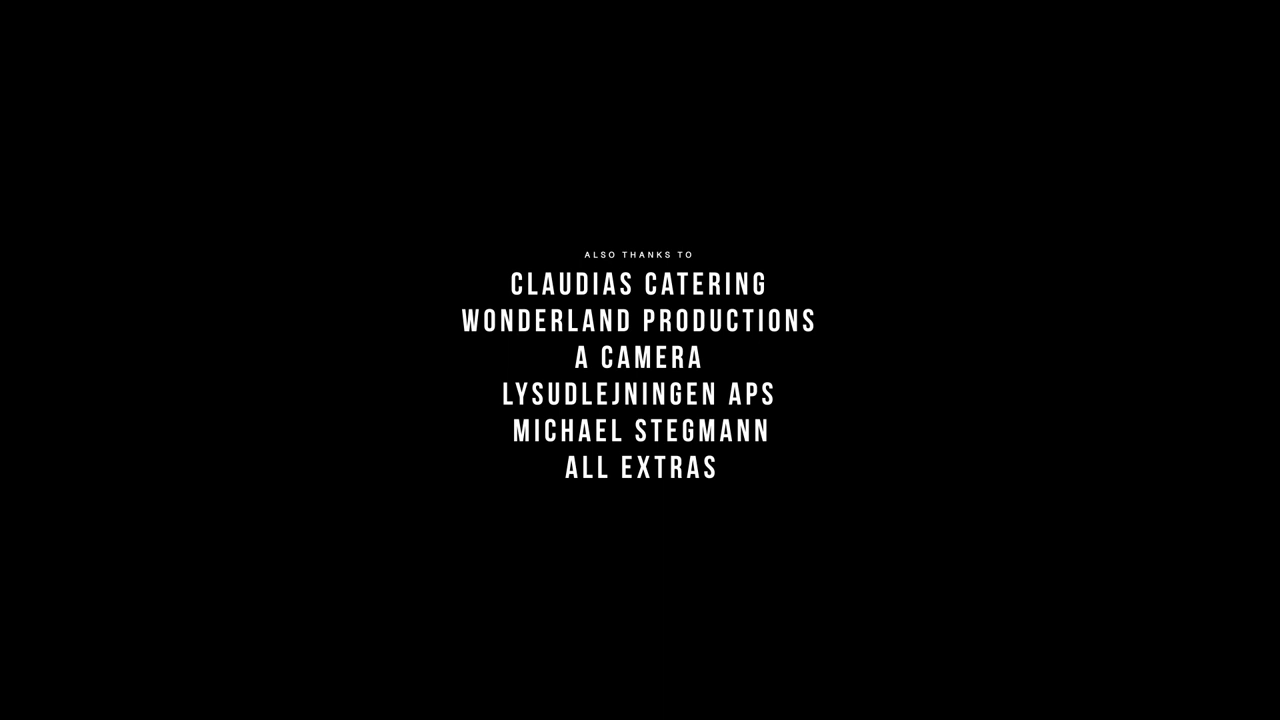 ALSO THANKS TO
CLAUDIAS CATERING
WONDERLAND PRODUCTIONS
A CAMERA
LYSUDLEJNINGEN APS
MICHAEL STEGMANN
ALL EXTRAS